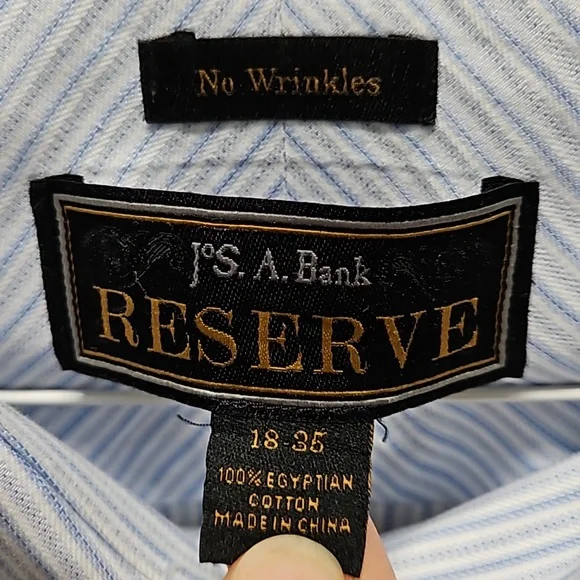 No Wrinkles
JoS. A. Bank
RESERVE
18-35
100% EGYPTIAN
COTTON
MADE IN CHINA